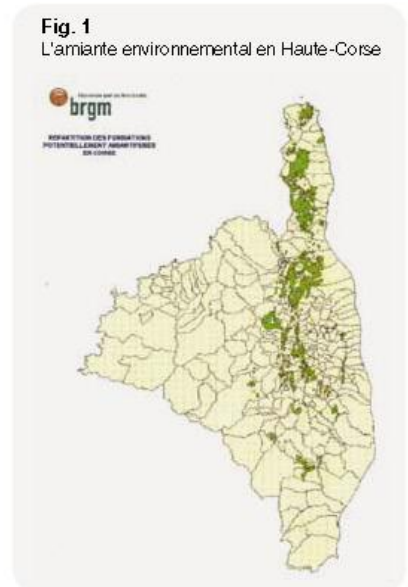 Fig. 1
L'amiante environnemental en Haute-Corse
brgm
REPARTITION DES FORMATIONS
POTENTIELLEMENT AMIANTIFERES
EN CORSE